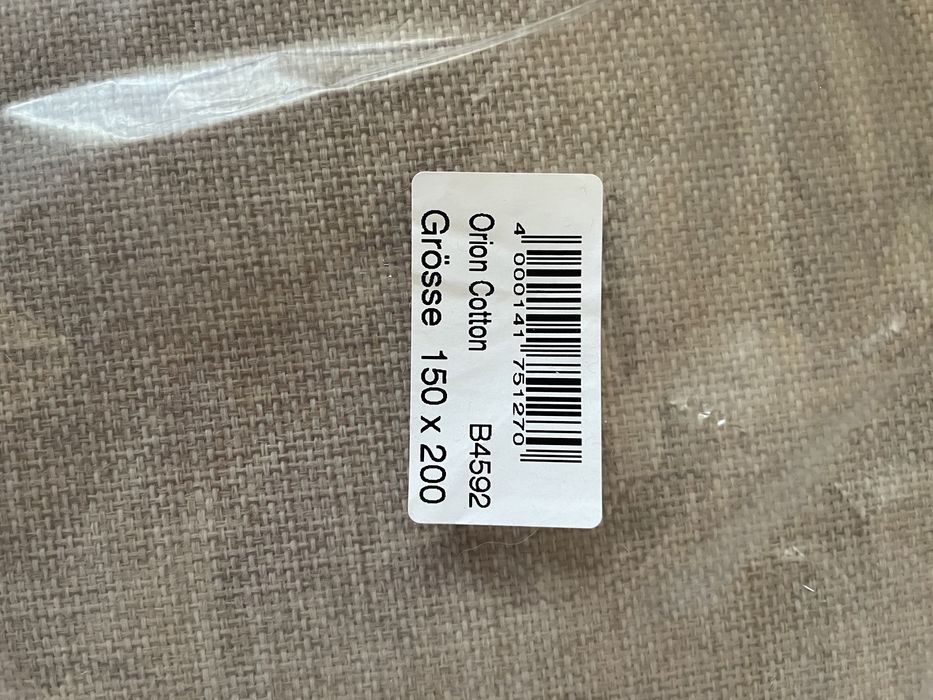 4 000141 751270
Orion Cotton B4592
Grösse 150 x 200